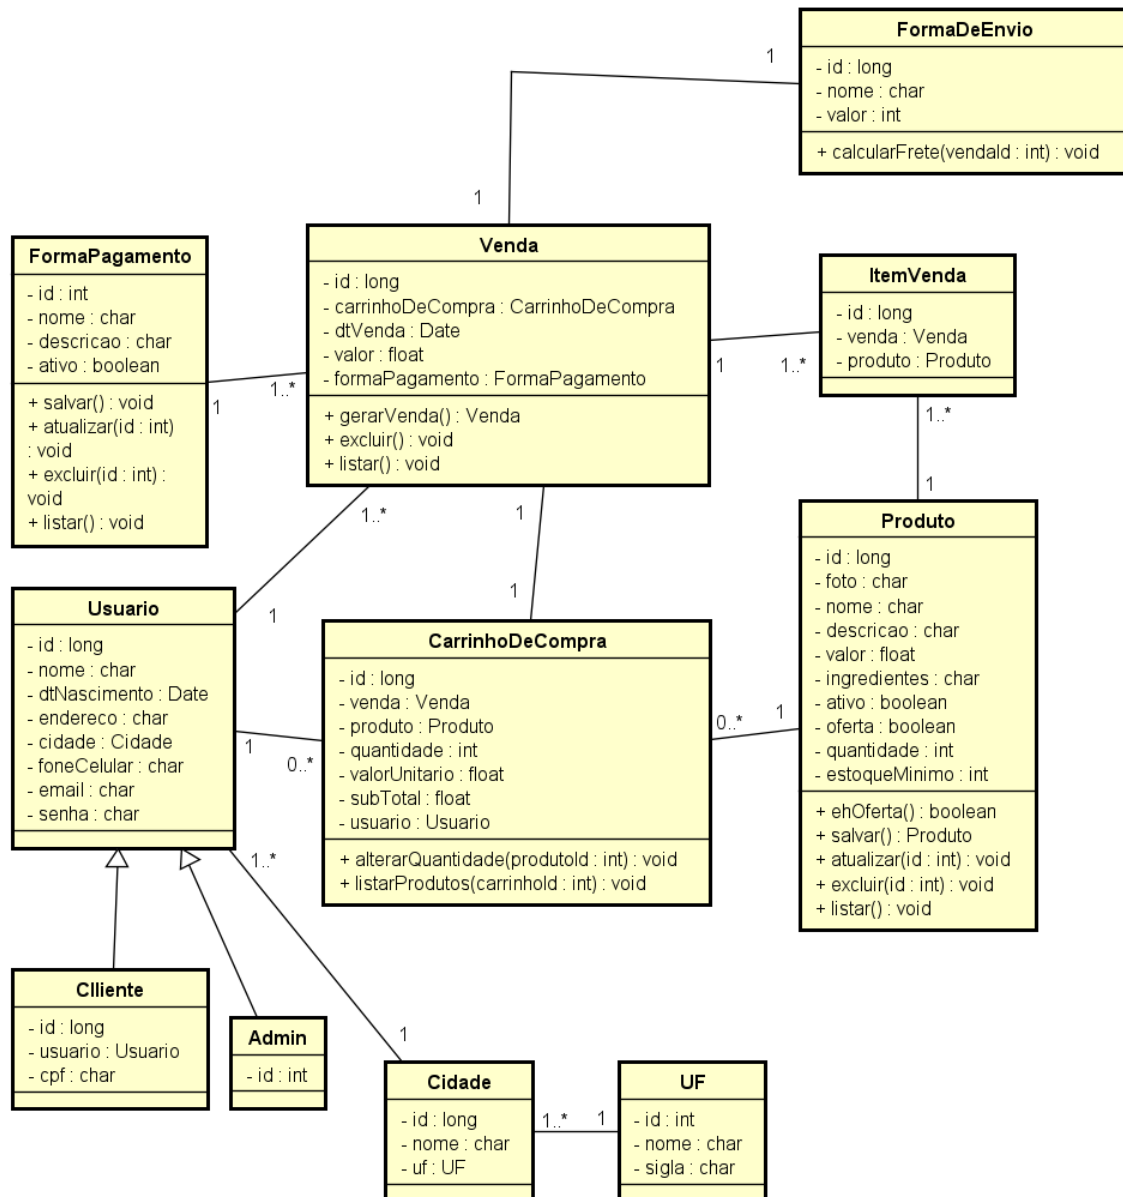 FormaDeEnvio
- id : long
- nome : char
- valor : int
+ calcularFrete(vendaId : int) : void
1
1
Venda
- id : long
- carrinhoDeCompra : CarrinhoDeCompra
- dtVenda : Date
- valor : float
- formaPagamento : FormaPagamento
+ gerarVenda() : Venda
+ excluir() : void
+ listar() : void
FormaPagamento
- id : int
- nome : char
- descricao : char
- ativo : boolean
+ salvar() : void
+ atualizar(id : int)
: void
+ excluir(id : int) :
void
+ listar() : void
1
1..*
ItemVenda
- id : long
- venda : Venda
- produto : Produto
1
1..*
1..*
1
Produto
- id : long
- foto : char
- nome : char
- descricao : char
- valor : float
- ingredientes : char
- ativo : boolean
- oferta : boolean
- quantidade : int
- estoqueMinimo : int
+ ehOferta() : boolean
+ salvar() : Produto
+ atualizar(id : int) : void
+ excluir(id : int) : void
+ listar() : void
1..*
1
1
1
Usuario
- id : long
- nome : char
- dtNascimento : Date
- endereco : char
- cidade : Cidade
- foneCelular : char
- email : char
- senha : char
CarrinhoDeCompra
- id : long
- venda : Venda
- produto : Produto
- quantidade : int
- valorUnitario : float
- subTotal : float
- usuario : Usuario
+ alterarQuantidade(produtoId : int) : void
+ listarProdutos(carrinhoId : int) : void
1
0..*
0..*
1
1..*
1
Clliente
- id : long
- usuario : Usuario
- cpf : char
Admin
- id : int
Cidade
- id : long
- nome : char
- uf : UF
1..*
1
UF
- id : int
- nome : char
- sigla : char